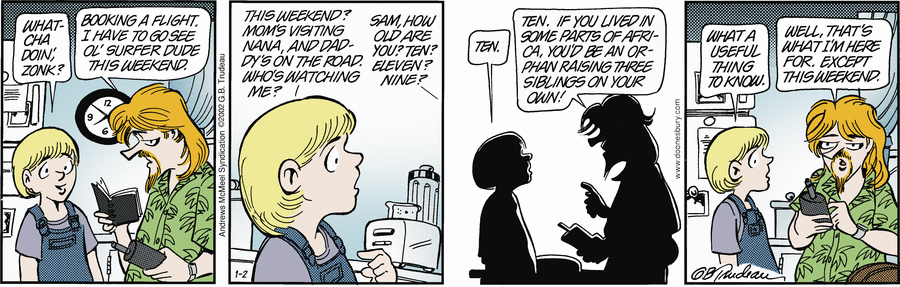 WHAT-
CHA
DOIN',
ZONK?
BOOKING A FLIGHT.
I HAVE TO GO SEE
OL' SURFER DUDE
THIS WEEKEND.
12
Andrews McMeel Syndication ©2002 G.B. Trudeau
THIS WEEKEND?
MOM'S VISITING
NANA, AND DAD-
DY'S ON THE ROAD.
WHO'S WATCHING
ME?
SAM, HOW
OLD ARE
YOU? TEN?
ELEVEN?
NINE?
1-2
TEN.
TEN. IF YOU LIVED IN
SOME PARTS OF AFRI-
CA, YOU'D BE AN OR-
PHAN RAISING THREE
SIBLINGS ON YOUR
OWN!
www.doonesbury.com
WHAT A
USEFUL
THING
TO KNOW.
WELL, THAT'S
WHAT I'M HERE
FOR. EXCEPT
THIS WEEKEND.
GB Trudeau